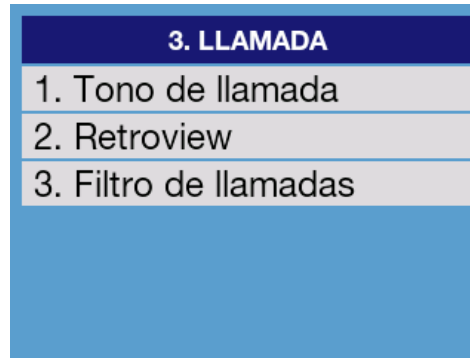 3. LLAMADA
1. Tono de llamada
2. Retroview
3. Filtro de llamadas